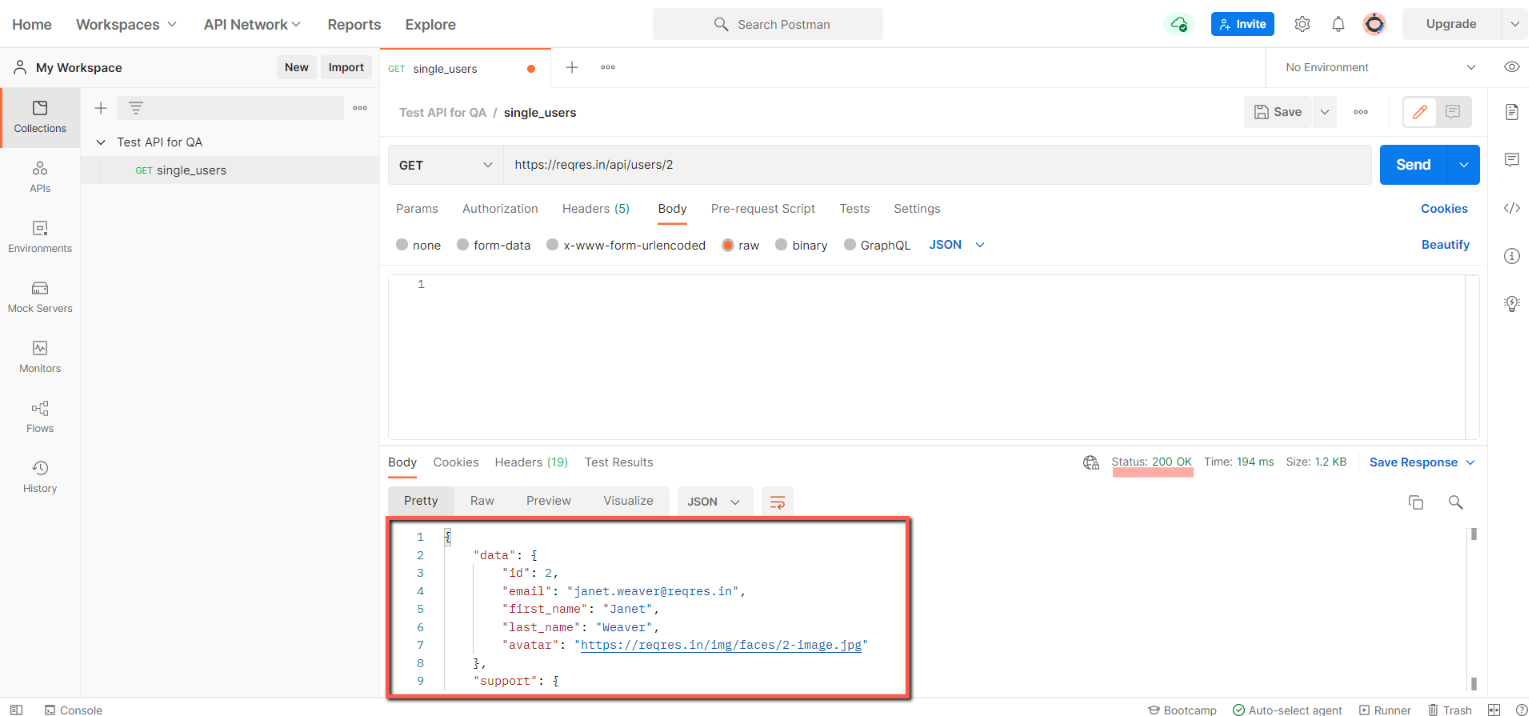 Home Workspaces API Network Reports Explore Search Postman Invite Upgrade
My Workspace New Import GET single_users No Environment
Collections
Test API for QA / single_users Save
Test API for QA
GET single_users
GET https://reqres.in/api/users/2 Send
APIs
Params Authorization Headers (5) Body Pre-request Script Tests Settings Cookies
Environments
none form-data x-www-form-urlencoded raw binary GraphQL JSON Beautify
1
Mock Servers
Monitors
Flows
History
Body Cookies Headers (19) Test Results Status: 200 OK Time: 194 ms Size: 1.2 KB Save Response
Pretty Raw Preview Visualize JSON
1 {
2 "data": {
3 "id": 2,
4 "email": "janet.weaver@reqres.in",
5 "first_name": "Janet",
6 "last_name": "Weaver",
7 "avatar": "https://reqres.in/img/faces/2-image.jpg"
8 },
9 "support": {
Console Bootcamp Auto-select agent Runner Trash